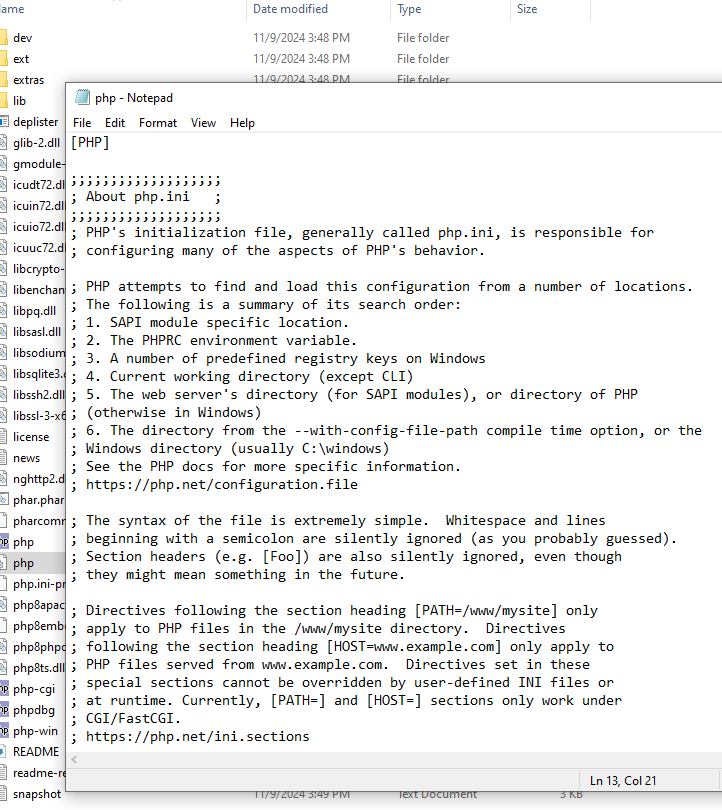 ame
Date modified
Type
Size
dev 11/9/2024 3:48 PM File folder
ext 11/9/2024 3:48 PM File folder
extras 11/9/2024 3:48 PM File folder
lib
deplister
glib-2.dll
gmodule-
icudt72.dl
icuin72.dl
icuio72.dl
icuuc72.d
libcrypto-
libenchan
libpq.dll
libsasl.dll
libsodium
libsqlite3.
libssh2.dll
libssl-3-x6
license
news
nghttp2.d
phar.phar
pharcomm
php
php
php.ini-pr
php8apac
php8emb
php8phpd
php8ts.dll
php-cgi
phpdbg
php-win
README
readme-re
snapshot 11/9/2024 3:49 PM Text Document 3 KB
php - Notepad
File Edit Format View Help
[PHP]
;;;;;;;;;;;;;;;;;;;
; About php.ini   ;
;;;;;;;;;;;;;;;;;;;
; PHP's initialization file, generally called php.ini, is responsible for
; configuring many of the aspects of PHP's behavior.
; PHP attempts to find and load this configuration from a number of locations.
; The following is a summary of its search order:
; 1. SAPI module specific location.
; 2. The PHPRC environment variable.
; 3. A number of predefined registry keys on Windows
; 4. Current working directory (except CLI)
; 5. The web server's directory (for SAPI modules), or directory of PHP
; (otherwise in Windows)
; 6. The directory from the --with-config-file-path compile time option, or the
; Windows directory (usually C:\windows)
; See the PHP docs for more specific information.
; https://php.net/configuration.file
; The syntax of the file is extremely simple.  Whitespace and lines
; beginning with a semicolon are silently ignored (as you probably guessed).
; Section headers (e.g. [Foo]) are also silently ignored, even though
; they might mean something in the future.
; Directives following the section heading [PATH=/www/mysite] only
; apply to PHP files in the /www/mysite directory.  Directives
; following the section heading [HOST=www.example.com] only apply to
; PHP files served from www.example.com.  Directives set in these
; special sections cannot be overridden by user-defined INI files or
; at runtime. Currently, [PATH=] and [HOST=] sections only work under
; CGI/FastCGI.
; https://php.net/ini.sections
Ln 13, Col 21